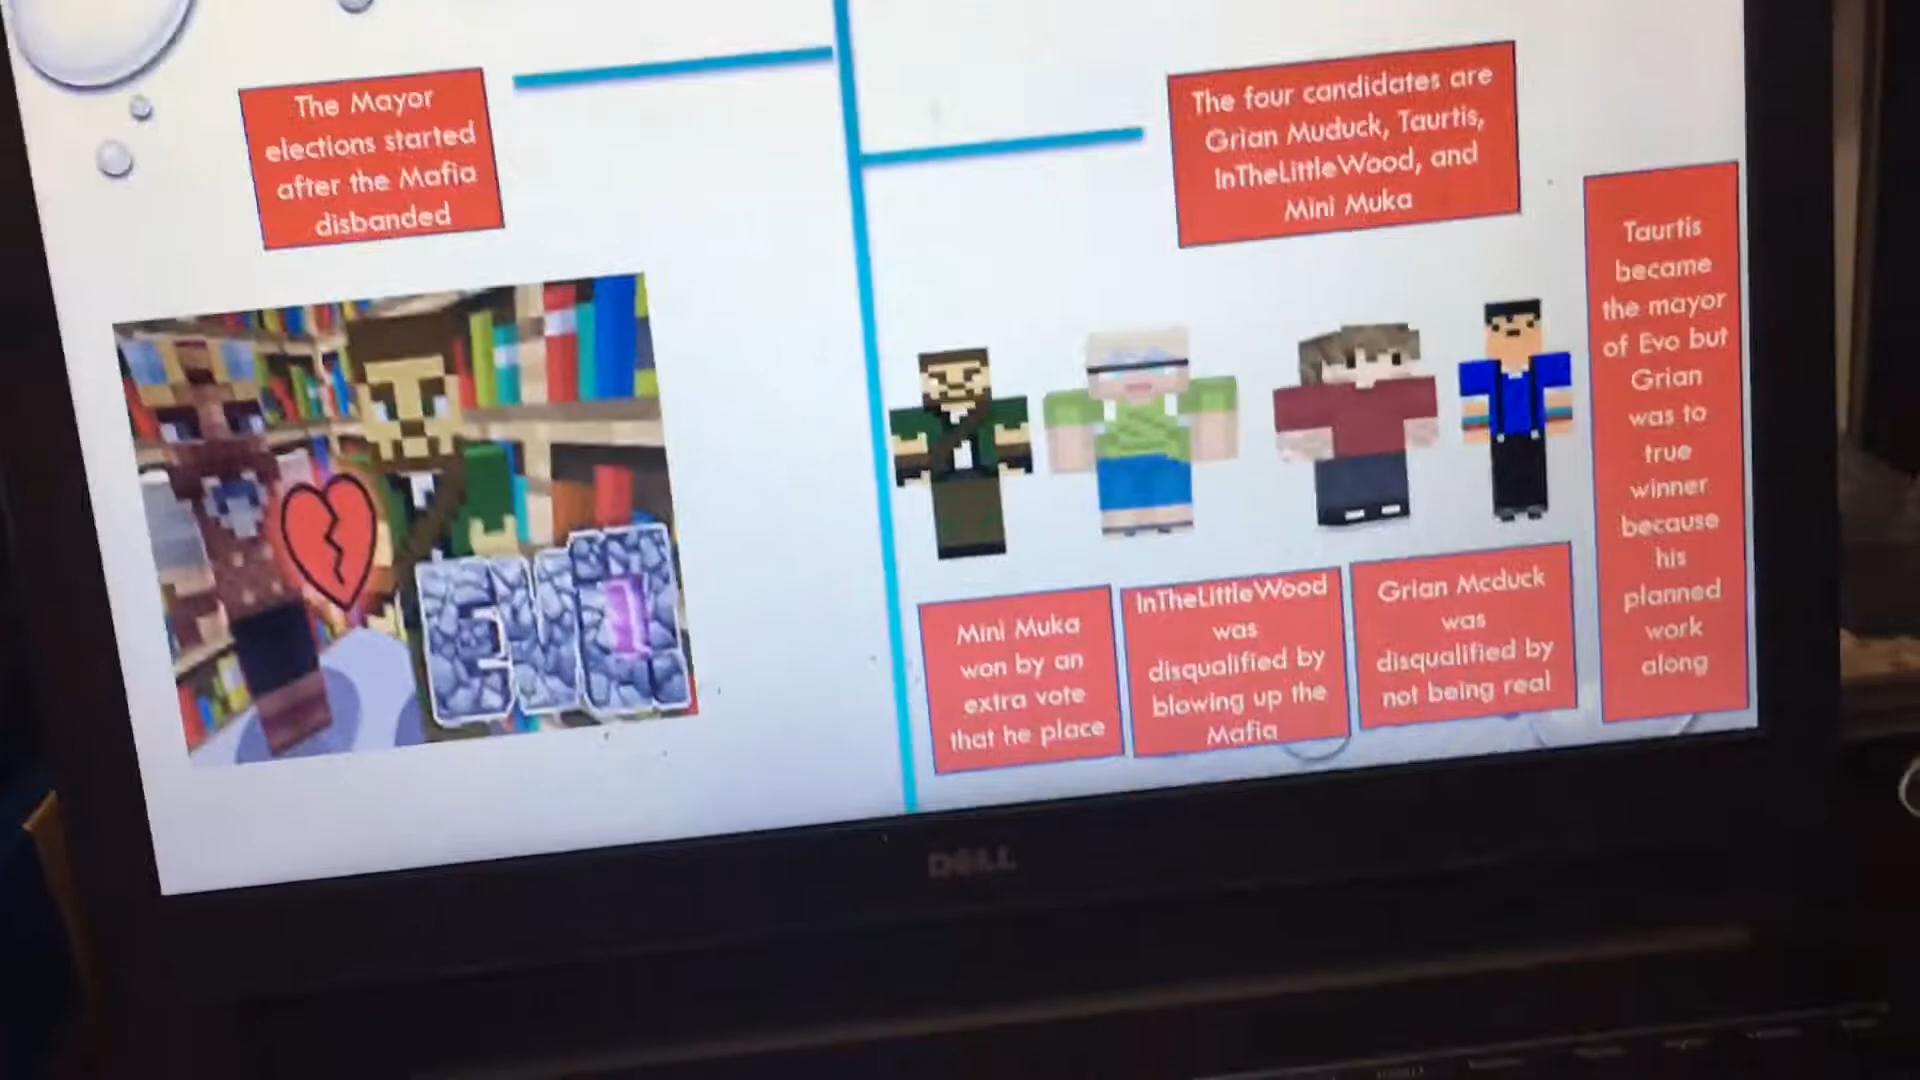 The Mayor
elections started
after the Mafia
disbanded
The four candidates are
Grian Muduck, Taurtis,
InTheLittleWood, and
Mini Muka
Taurtis
became
the mayor
of Evo but
Grian
was to
true
winner
because
his
planned
work
along
EVO
Mini Muka
won by an
extra vote
that he place
InTheLittleWood
was
disqualified by
blowing up the
Mafia
Grian Mcduck
was
disqualified by
not being real
DELL